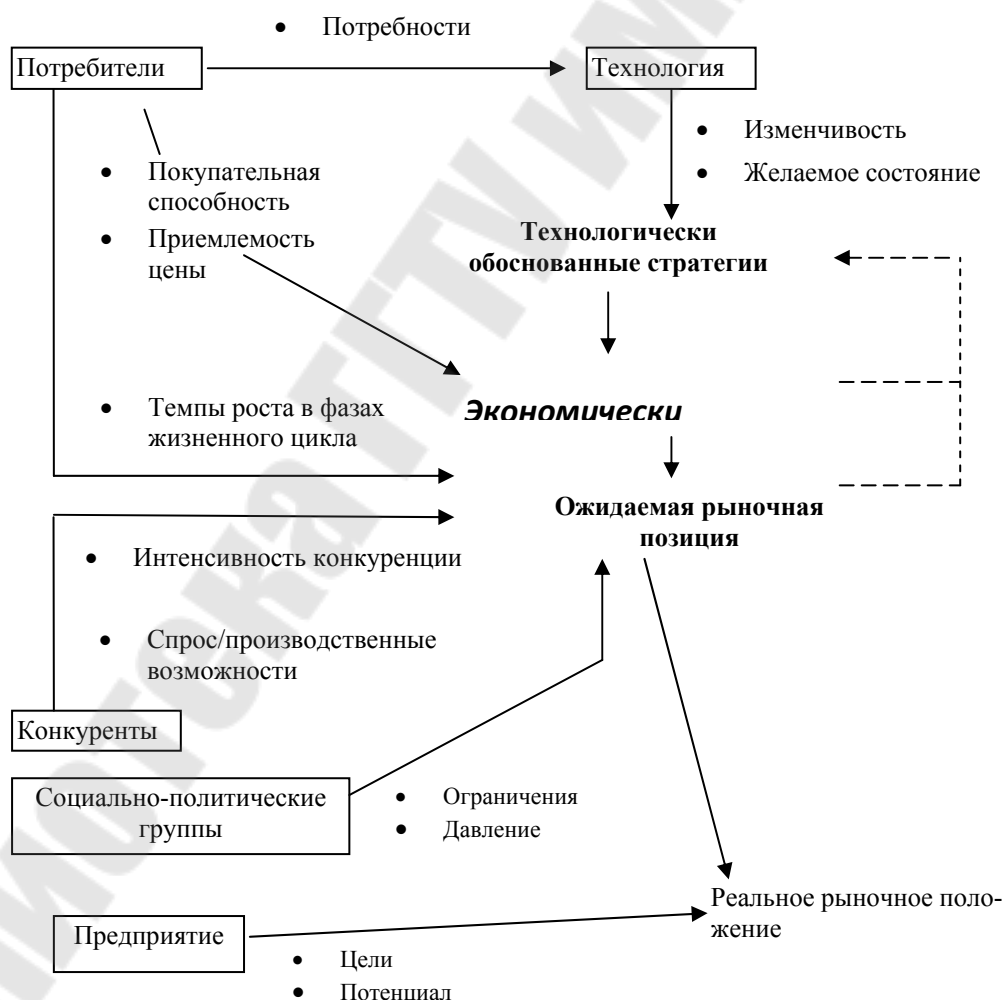 • Потребности
Потребители
Технология
• Изменчивость
• Желаемое состояние
• Покупательная
способность
• Приемлемость
цены
Технологически
обоснованные стратегии
• Темпы роста в фазах
жизненного цикла
Экономически
Ожидаемая рыночная
позиция
• Интенсивность конкуренции
• Спрос/производственные
возможности
Конкуренты
Социально-политические
группы
• Ограничения
• Давление
Реальное рыночное поло-
жение
Предприятие
• Цели
• Потенциал